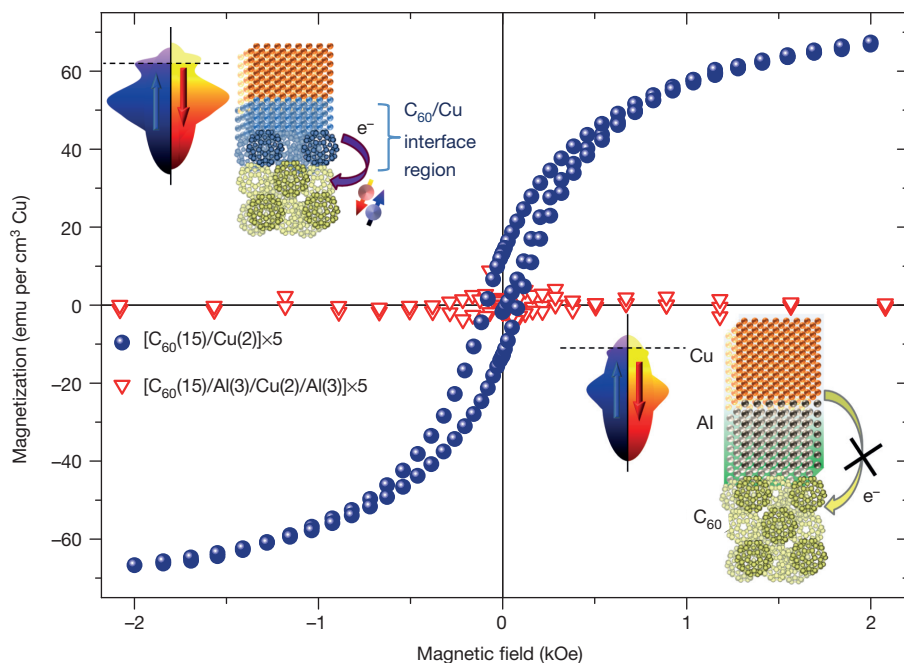 Magnetization (emu per cm³ Cu)
60
40
20
0
−20
−40
−60
C₆₀/Cu
interface
region
e⁻
[C₆₀(15)/Cu(2)]×5
[C₆₀(15)/Al(3)/Cu(2)/Al(3)]×5
Cu
Al
C₆₀
e⁻
−2
−1
0
1
2
Magnetic field (kOe)